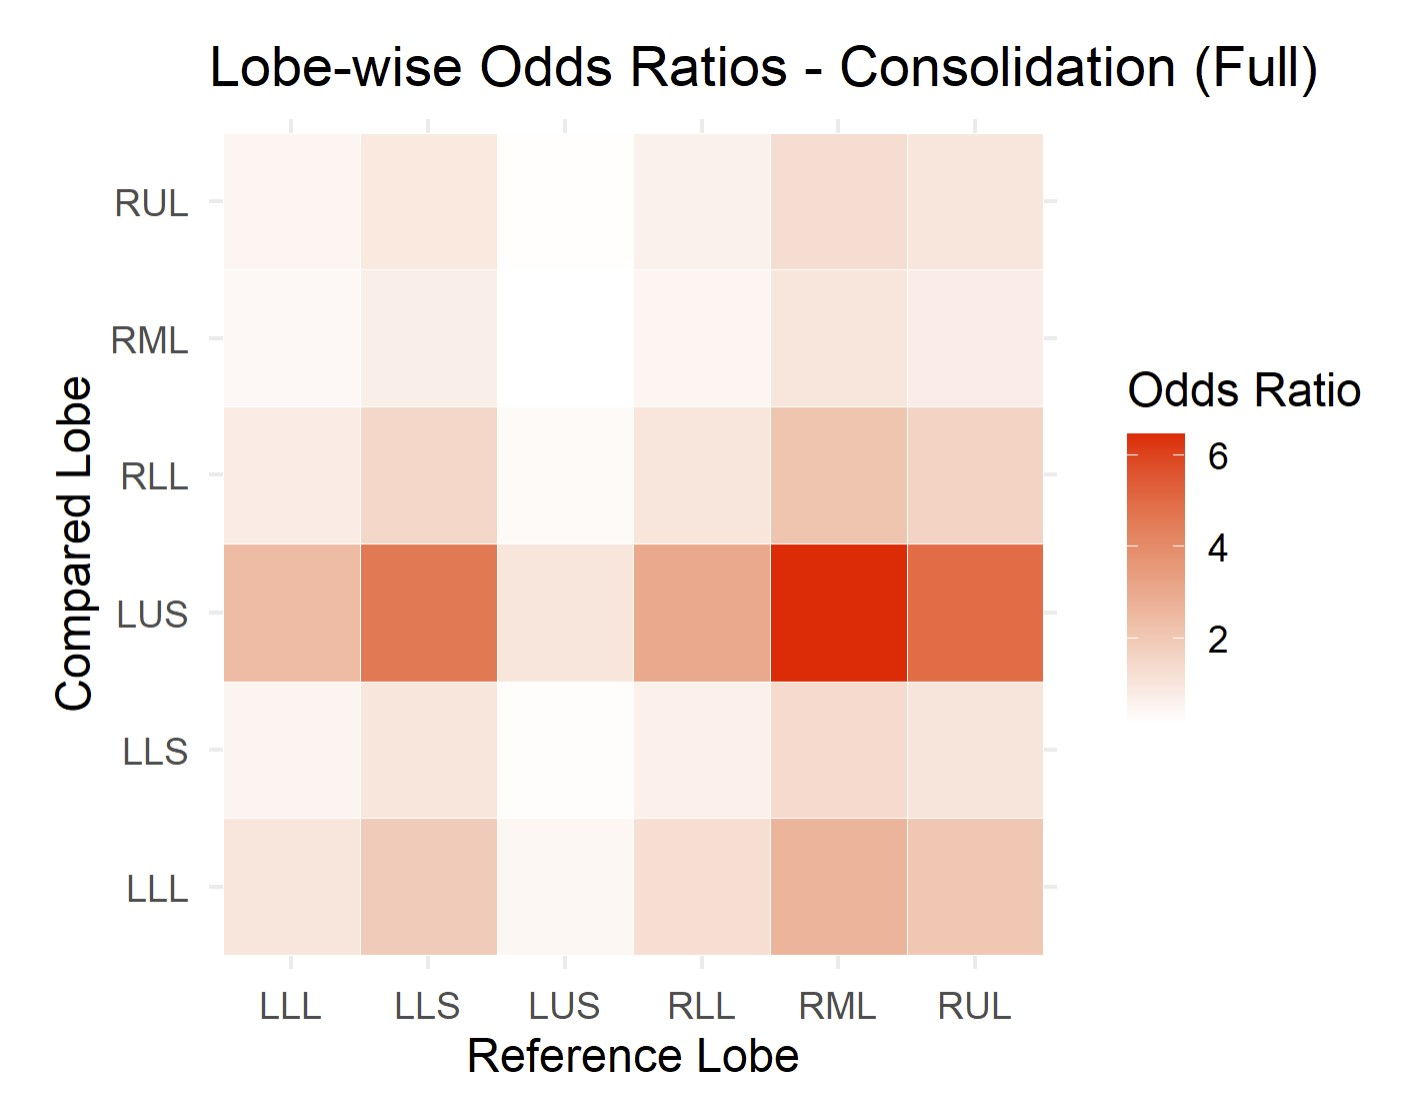 Lobe-wise Odds Ratios - Consolidation (Full)
Compared Lobe
RUL
RML
RLL
LUS
LLS
LLL
LLL LLS LUS RLL RML RUL
Reference Lobe
Odds Ratio
6
4
2